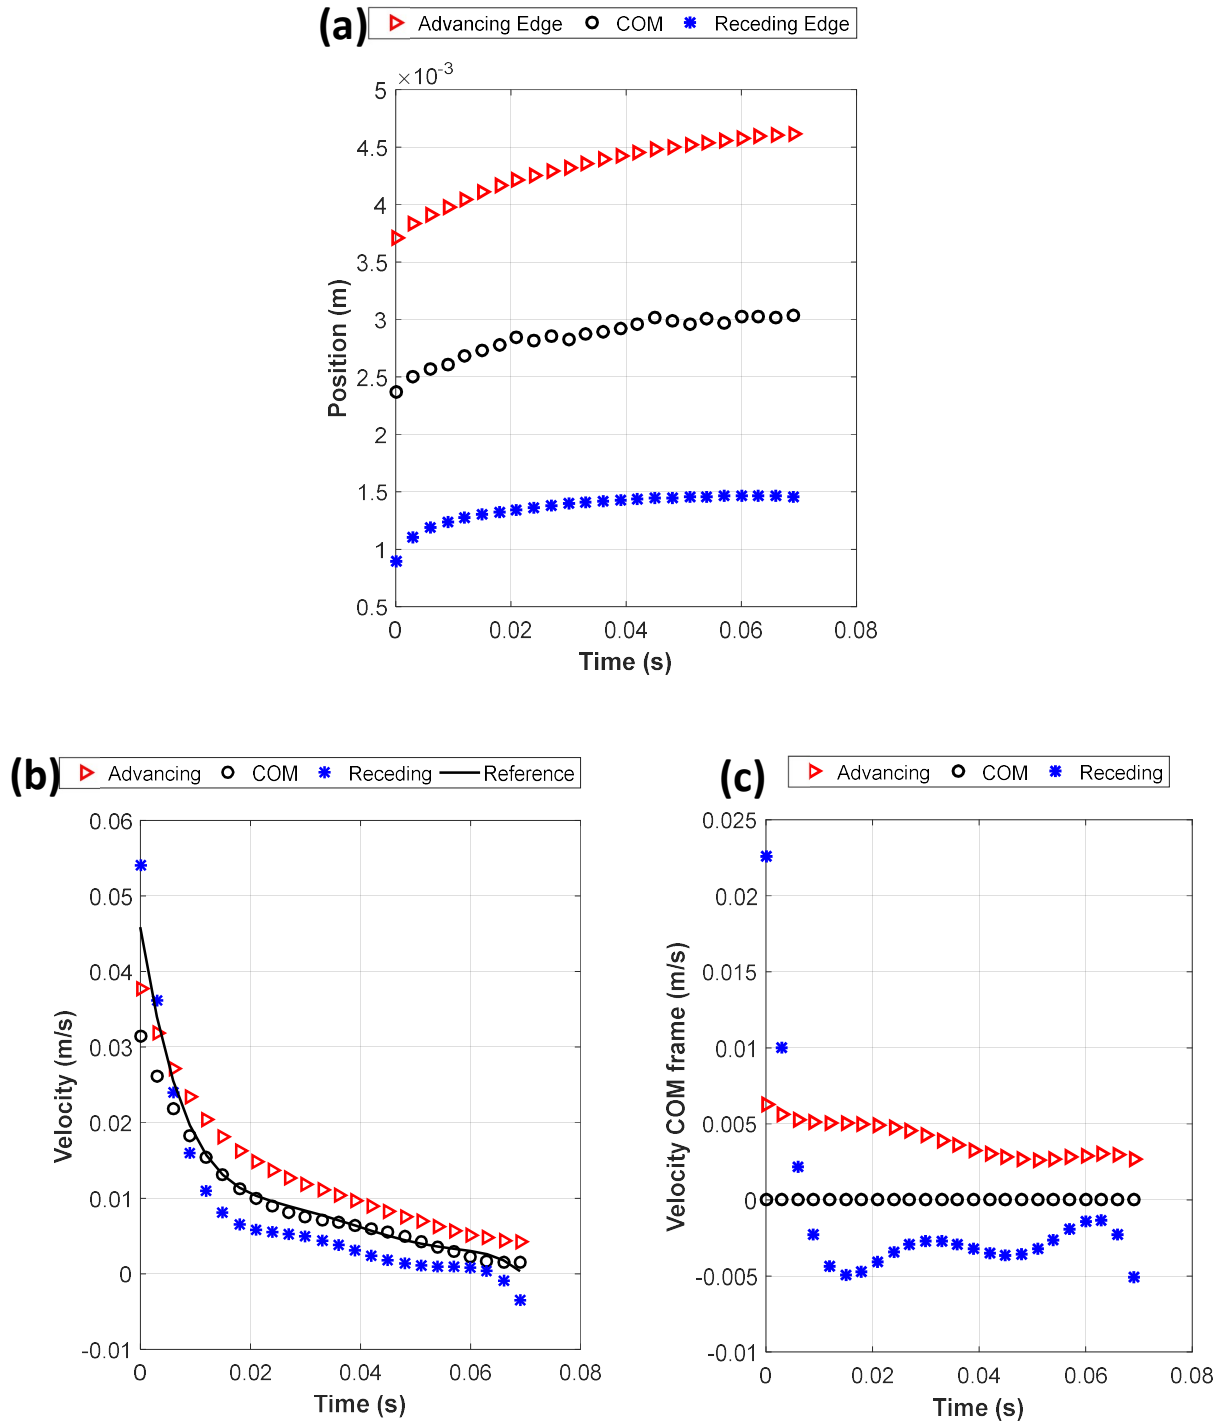 (a) Advancing Edge COM Receding Edge
×10-3
5
4.5
4
3.5
3
2.5
2
1.5
1
0.5
Position (m)
0 0.02 0.04 0.06 0.08
Time (s)
(b) Advancing COM Receding Reference
0.06
0.05
0.04
0.03
0.02
0.01
0
-0.01
Velocity (m/s)
0 0.02 0.04 0.06 0.08
Time (s)
(c) Advancing COM Receding
0.025
0.02
0.015
0.01
0.005
0
-0.005
-0.01
Velocity COM frame (m/s)
0 0.02 0.04 0.06 0.08
Time (s)